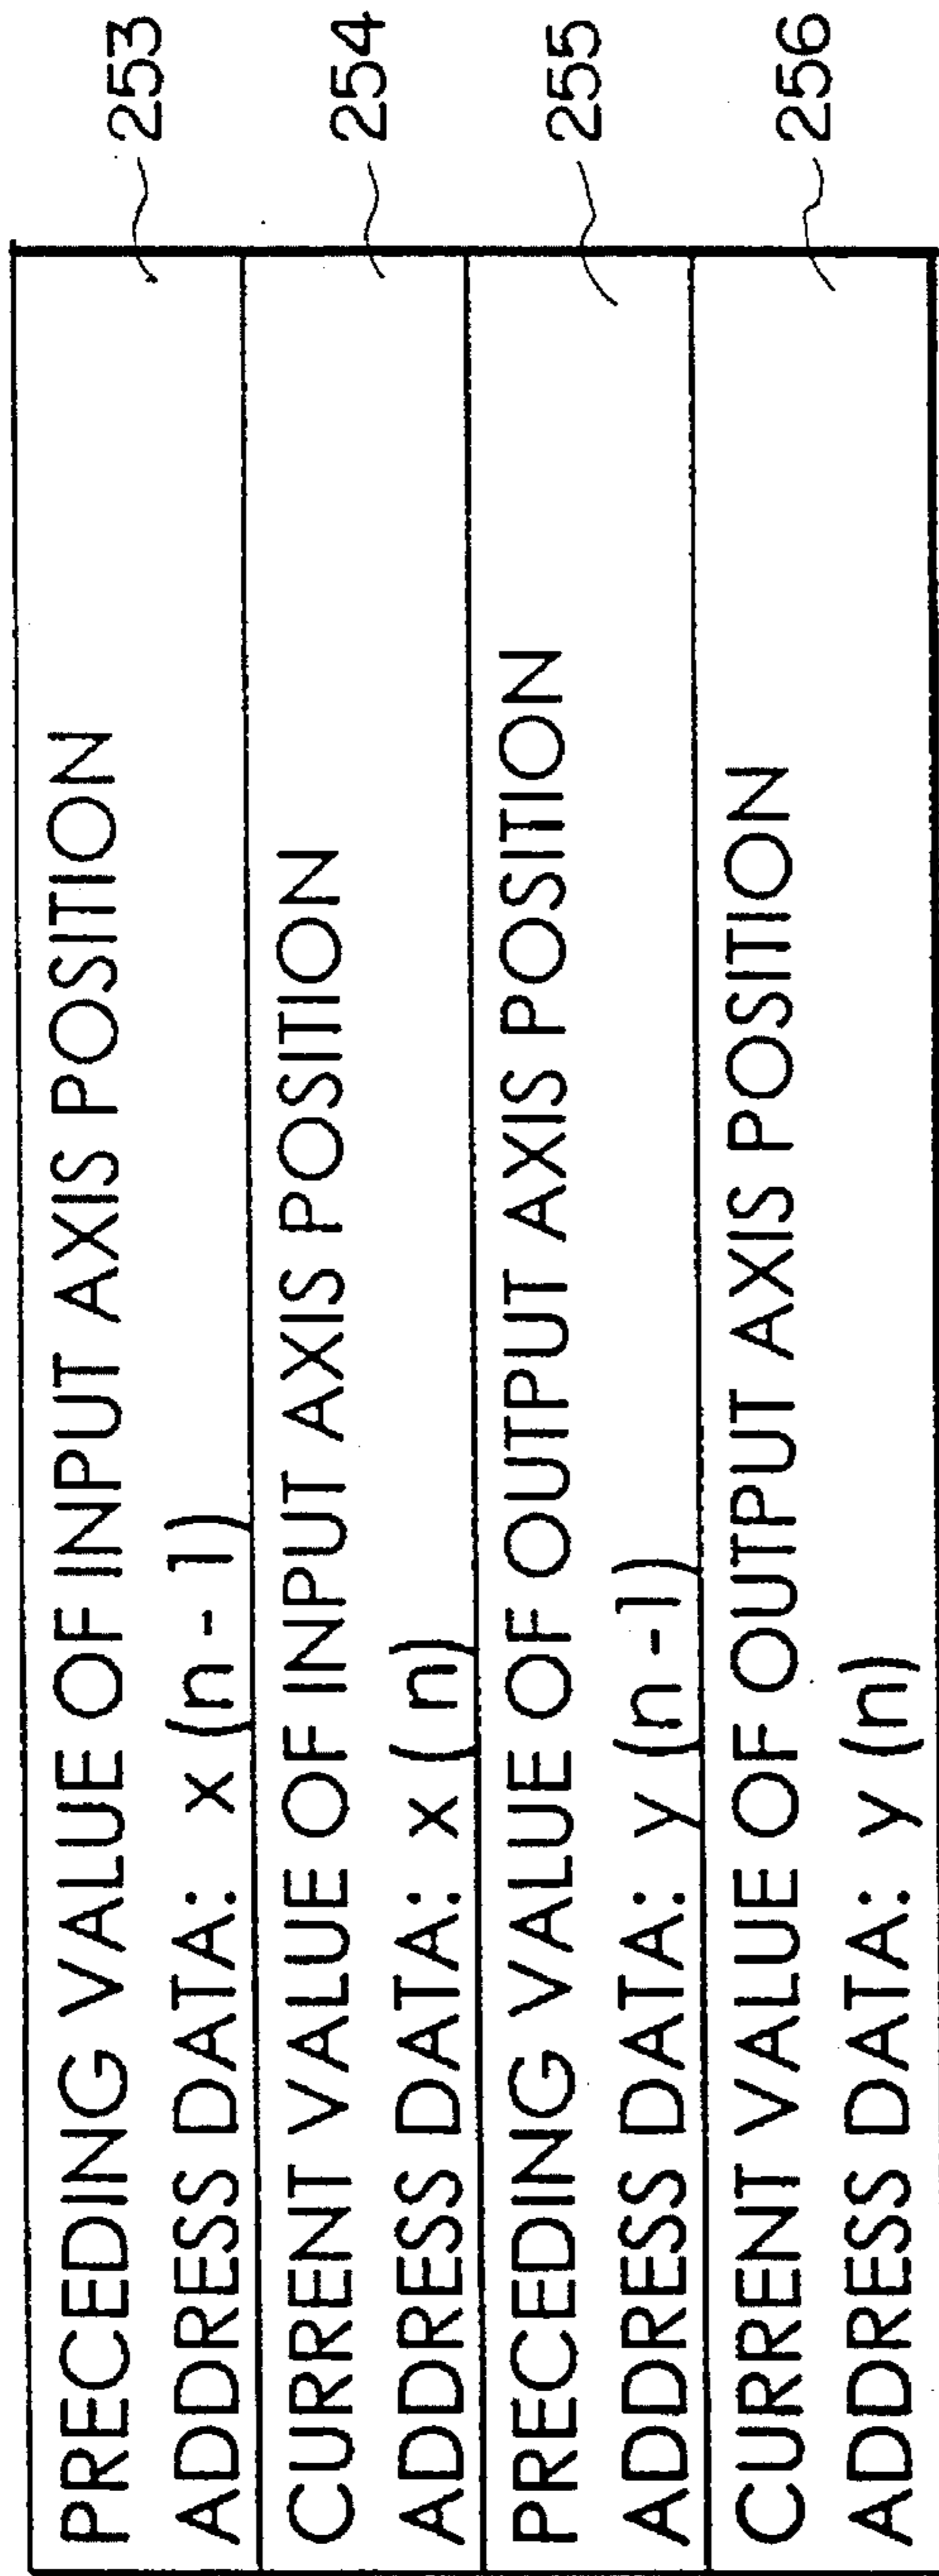 PRECEDING VALUE OF INPUT AXIS POSITION
ADDRESS DATA: x (n - 1)
253
CURRENT VALUE OF INPUT AXIS POSITION
ADDRESS DATA: x ( n)
254
PRECEDING VALUE OF OUTPUT AXIS POSITION
ADDRESS DATA: y (n - 1)
255
CURRENT VALUE OF OUTPUT AXIS POSITION
ADDRESS DATA: y (n)
256